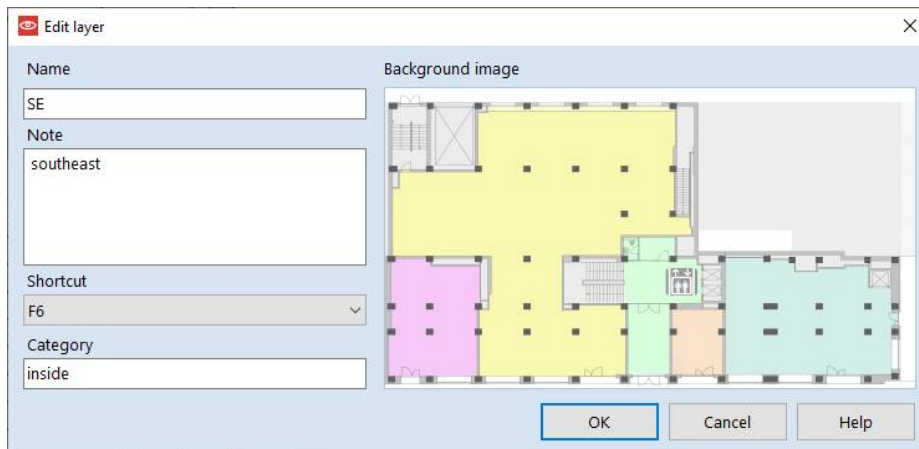 Edit layer
Name
SE
Note
southeast
Shortcut
F6
Category
inside
Background image
OK
Cancel
Help